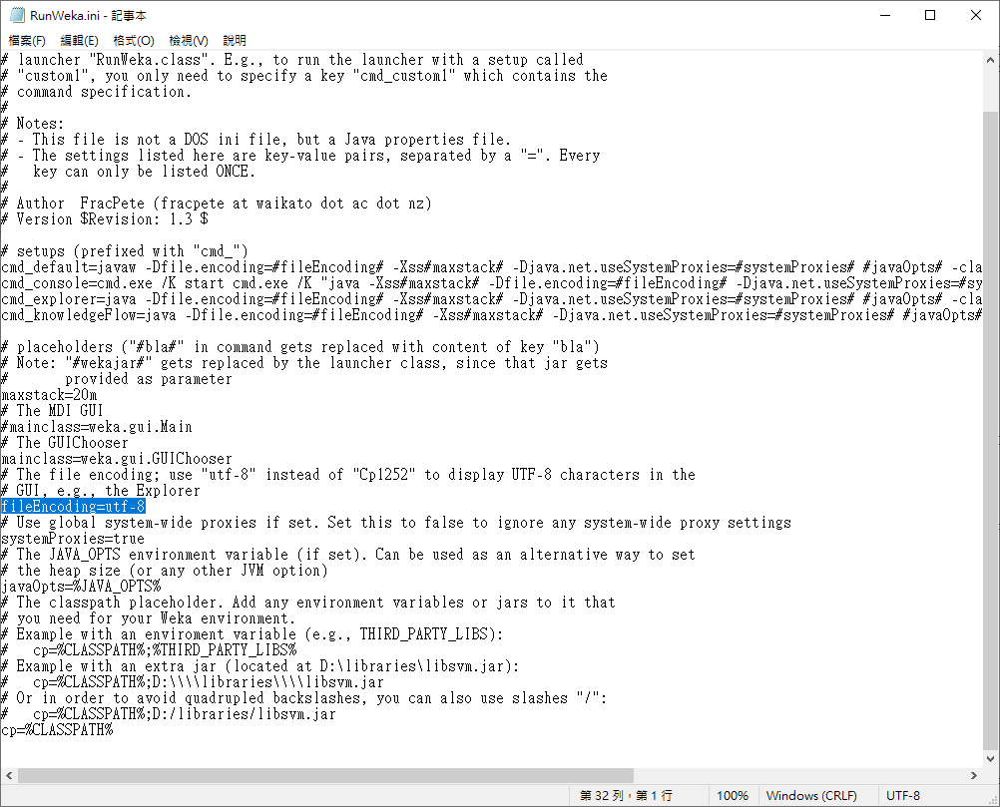 RunWeka.ini - 記事本
檔案(F) 編輯(E) 格式(O) 檢視(V) 說明
# launcher "RunWeka.class". E.g., to run the launcher with a setup called
# "custom1", you only need to specify a key "cmd_custom1" which contains the
# command specification.
#
# Notes:
# - This file is not a DOS ini file, but a Java properties file.
# - The settings listed here are key-value pairs, separated by a "=". Every
#   key can only be listed ONCE.
#
# Author  FracPete (fracpete at waikato dot ac dot nz)
# Version $Revision: 1.3 $
# setups (prefixed with "cmd_")
cmd_default=javaw -Dfile.encoding=#fileEncoding# -Xss#maxstack# -Djava.net.useSystemProxies=#systemProxies# #javaOpts# -cla
cmd_console=cmd.exe /K start cmd.exe /K "java -Xss#maxstack# -Dfile.encoding=#fileEncoding# -Djava.net.useSystemProxies=#sy
cmd_explorer=java -Dfile.encoding=#fileEncoding# -Xss#maxstack# -Djava.net.useSystemProxies=#systemProxies# #javaOpts# -cla
cmd_knowledgeFlow=java -Dfile.encoding=#fileEncoding# -Xss#maxstack# -Djava.net.useSystemProxies=#systemProxies# #javaOpts#
# placeholders ("#bla#" in command gets replaced with content of key "bla")
# Note: "#wekajar#" gets replaced by the launcher class, since that jar gets
#       provided as parameter
maxstack=20m
# The MDI GUI
#mainclass=weka.gui.Main
# The GUIChooser
mainclass=weka.gui.GUIChooser
# The file encoding; use "utf-8" instead of "Cp1252" to display UTF-8 characters in the
# GUI, e.g., the Explorer
fileEncoding=utf-8
# Use global system-wide proxies if set. Set this to false to ignore any system-wide proxy settings
systemProxies=true
# The JAVA_OPTS environment variable (if set). Can be used as an alternative way to set
# the heap size (or any other JVM option)
javaOpts=%JAVA_OPTS%
# The classpath placeholder. Add any environment variables or jars to it that
# you need for your Weka environment.
# Example with an enviroment variable (e.g., THIRD_PARTY_LIBS):
#   cp=%CLASSPATH%;%THIRD_PARTY_LIBS%
# Example with an extra jar (located at D:\libraries\libsvm.jar):
#   cp=%CLASSPATH%;D:\\\\libraries\\\\libsvm.jar
# Or in order to avoid quadrupled backslashes, you can also use slashes "/":
#   cp=%CLASSPATH%;D:/libraries/libsvm.jar
cp=%CLASSPATH%
第 32 列，第 1 行 100% Windows (CRLF) UTF-8